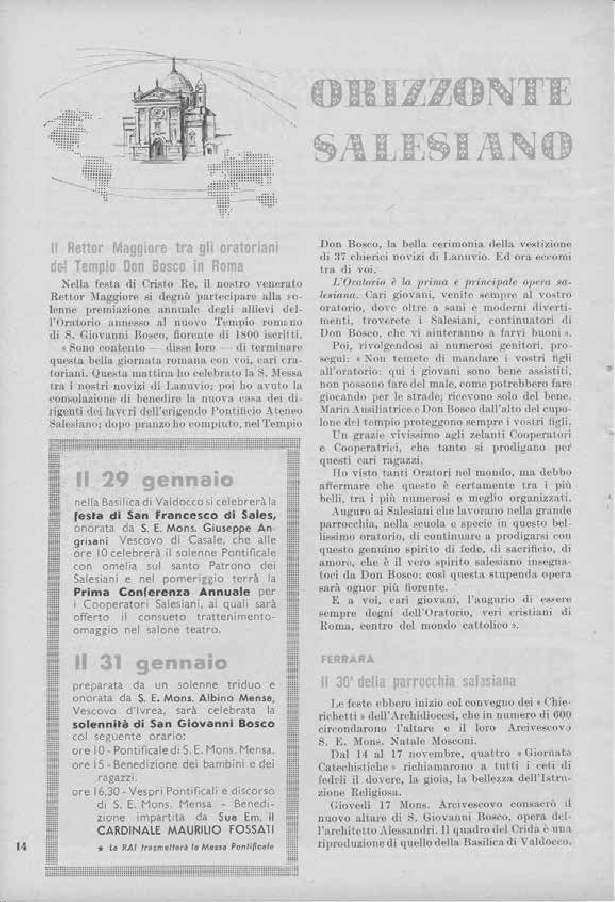 ORIZZONTE
SALESIANO
Il Rettor Maggiore tra gli oratoriani
del Tempio Don Bosco in Roma
Nella festa di Cristo Re, il nostro venerato
Rettor Maggiore si degnò partecipare alla so-
lenne premiazione annuale degli allievi del-
l'Oratorio annesso al nuovo Tempio romano
di S. Giovanni Bosco, fiorente di 1800 iscritti.
« Sono contento — disse loro — di terminare
questa bella giornata romana con voi, cari ora-
toriani. Questa mattina ho celebrato la S. Messa
tra i nostri novizi di Lanuvio; poi ho avuto la
consolazione di benedire la nuova casa dei di-
rigenti dei lavori dell'erigendo Pontificio Ateneo
Salesiano; dopo pranzo ho compiuto, nel Tempio
Il 29 gennaio
nella Basilica di Valdocco si celebrerà la
festa di San Francesco di Sales,
onorata da S. E. Mons. Giuseppe An-
grisani Vescovo di Casale, che alle
ore 10 celebrerà il solenne Pontificale
con omelia sul santo Patrono dei
Salesiani e nel pomeriggio terrà la
Prima Conferenza Annuale per
i Cooperatori Salesiani, ai quali sarà
offerto il consueto trattenimento-
omaggio nel salone teatro.
Il 31 gennaio
preparata da un solenne triduo e
onorata da S. E. Mons. Albino Mensa,
Vescovo d'Ivrea, sarà celebrata la
solennità di San Giovanni Bosco
col seguente orario:
ore 10 - Pontificale di S. E. Mons. Mensa.
ore 15 - Benedizione dei bambini e dei
ragazzi.
ore 16,30 - Vespri Pontificali e discorso
di S. E. Mons. Mensa - Benedi-
zione impartita da Sua Em. il
CARDINALE MAURILIO FOSSATI
★ La RAI trasmetterà la Messa Pontificale
14
Don Bosco, la bella cerimonia della vestizione
di 37 chierici novizi di Lanuvio. Ed ora eccomi
tra di voi.
L'Oratorio è la prima e principale opera sa-
lesiana. Cari giovani, venite sempre al vostro
oratorio, dove oltre a sani e moderni diverti-
menti, troverete i Salesiani, continuatori di
Don Bosco, che vi aiuteranno a farvi buoni ».
Poi, rivolgendosi ai numerosi genitori, pro-
segui: « Non temete di mandare i vostri figli
all'oratorio: qui i giovani sono bene assistiti,
non possono fare del male, come potrebbero fare
giocando per le strade; ricevono solo del bene.
Maria Ausiliatrice e Don Bosco dall'alto del cupo-
lone del tempio proteggono sempre i vostri figli.
Un grazie vivissimo agli zelanti Cooperatori
e Cooperatrici, che tanto si prodigano per
questi cari ragazzi.
Ho visto tanti Oratori nel mondo, ma debbo
affermare che questo è certamente tra i più
belli, tra i più numerosi e meglio organizzati.
Auguro ai Salesiani che lavorano nella grande
parrocchia, nella scuola e specie in questo bel-
lissimo oratorio, di continuare a prodigarsi con
questo genuino spirito di fede, di sacrificio, di
amore, che è il vero spirito salesiano insegna-
toci da Don Bosco: così questa stupenda opera
sarà ognor più fiorente.
E a voi, cari giovani, l'augurio di essere
sempre degni dell'Oratorio, veri cristiani di
Roma, centro del mondo cattolico ».
FERRARA
Il 30° della parrocchia salesiana
Le feste ebbero inizio col convegno dei « Chie-
richetti » dell'Archidiocesi, che in numero di 600
circondarono l'altare e il loro Arcivescovo
S. E. Mons. Natale Mosconi.
Dal 14 al 17 novembre, quattro « Giornate
Catechistiche » richiamarono a tutti i ceti di
fedeli il dovere, la gioia, la bellezza dell'Istru-
zione Religiosa.
Giovedì 17 Mons. Arcivescovo consacrò il
nuovo altare di S. Giovanni Bosco, opera del-
l'architetto Alessandri. Il quadro del Crida è una
riproduzione di quello della Basilica di Valdocco.